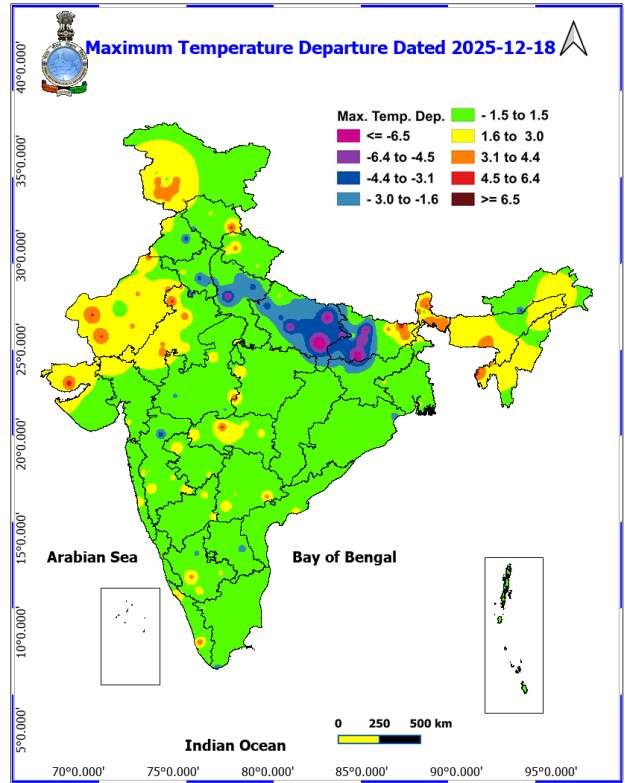 Maximum Temperature Departure Dated 2025-12-18
Max. Temp. Dep.
<= -6.5
-6.4 to -4.5
-4.4 to -3.1
- 3.0 to -1.6
- 1.5 to 1.5
1.6 to 3.0
3.1 to 4.4
4.5 to 6.4
>= 6.5
40°0.000'
35°0.000'
30°0.000'
25°0.000'
20°0.000'
15°0.000'
10°0.000'
5°0.000'
Arabian Sea
Bay of Bengal
Indian Ocean
0 250 500 km
70°0.000' 75°0.000' 80°0.000' 85°0.000' 90°0.000' 95°0.000'